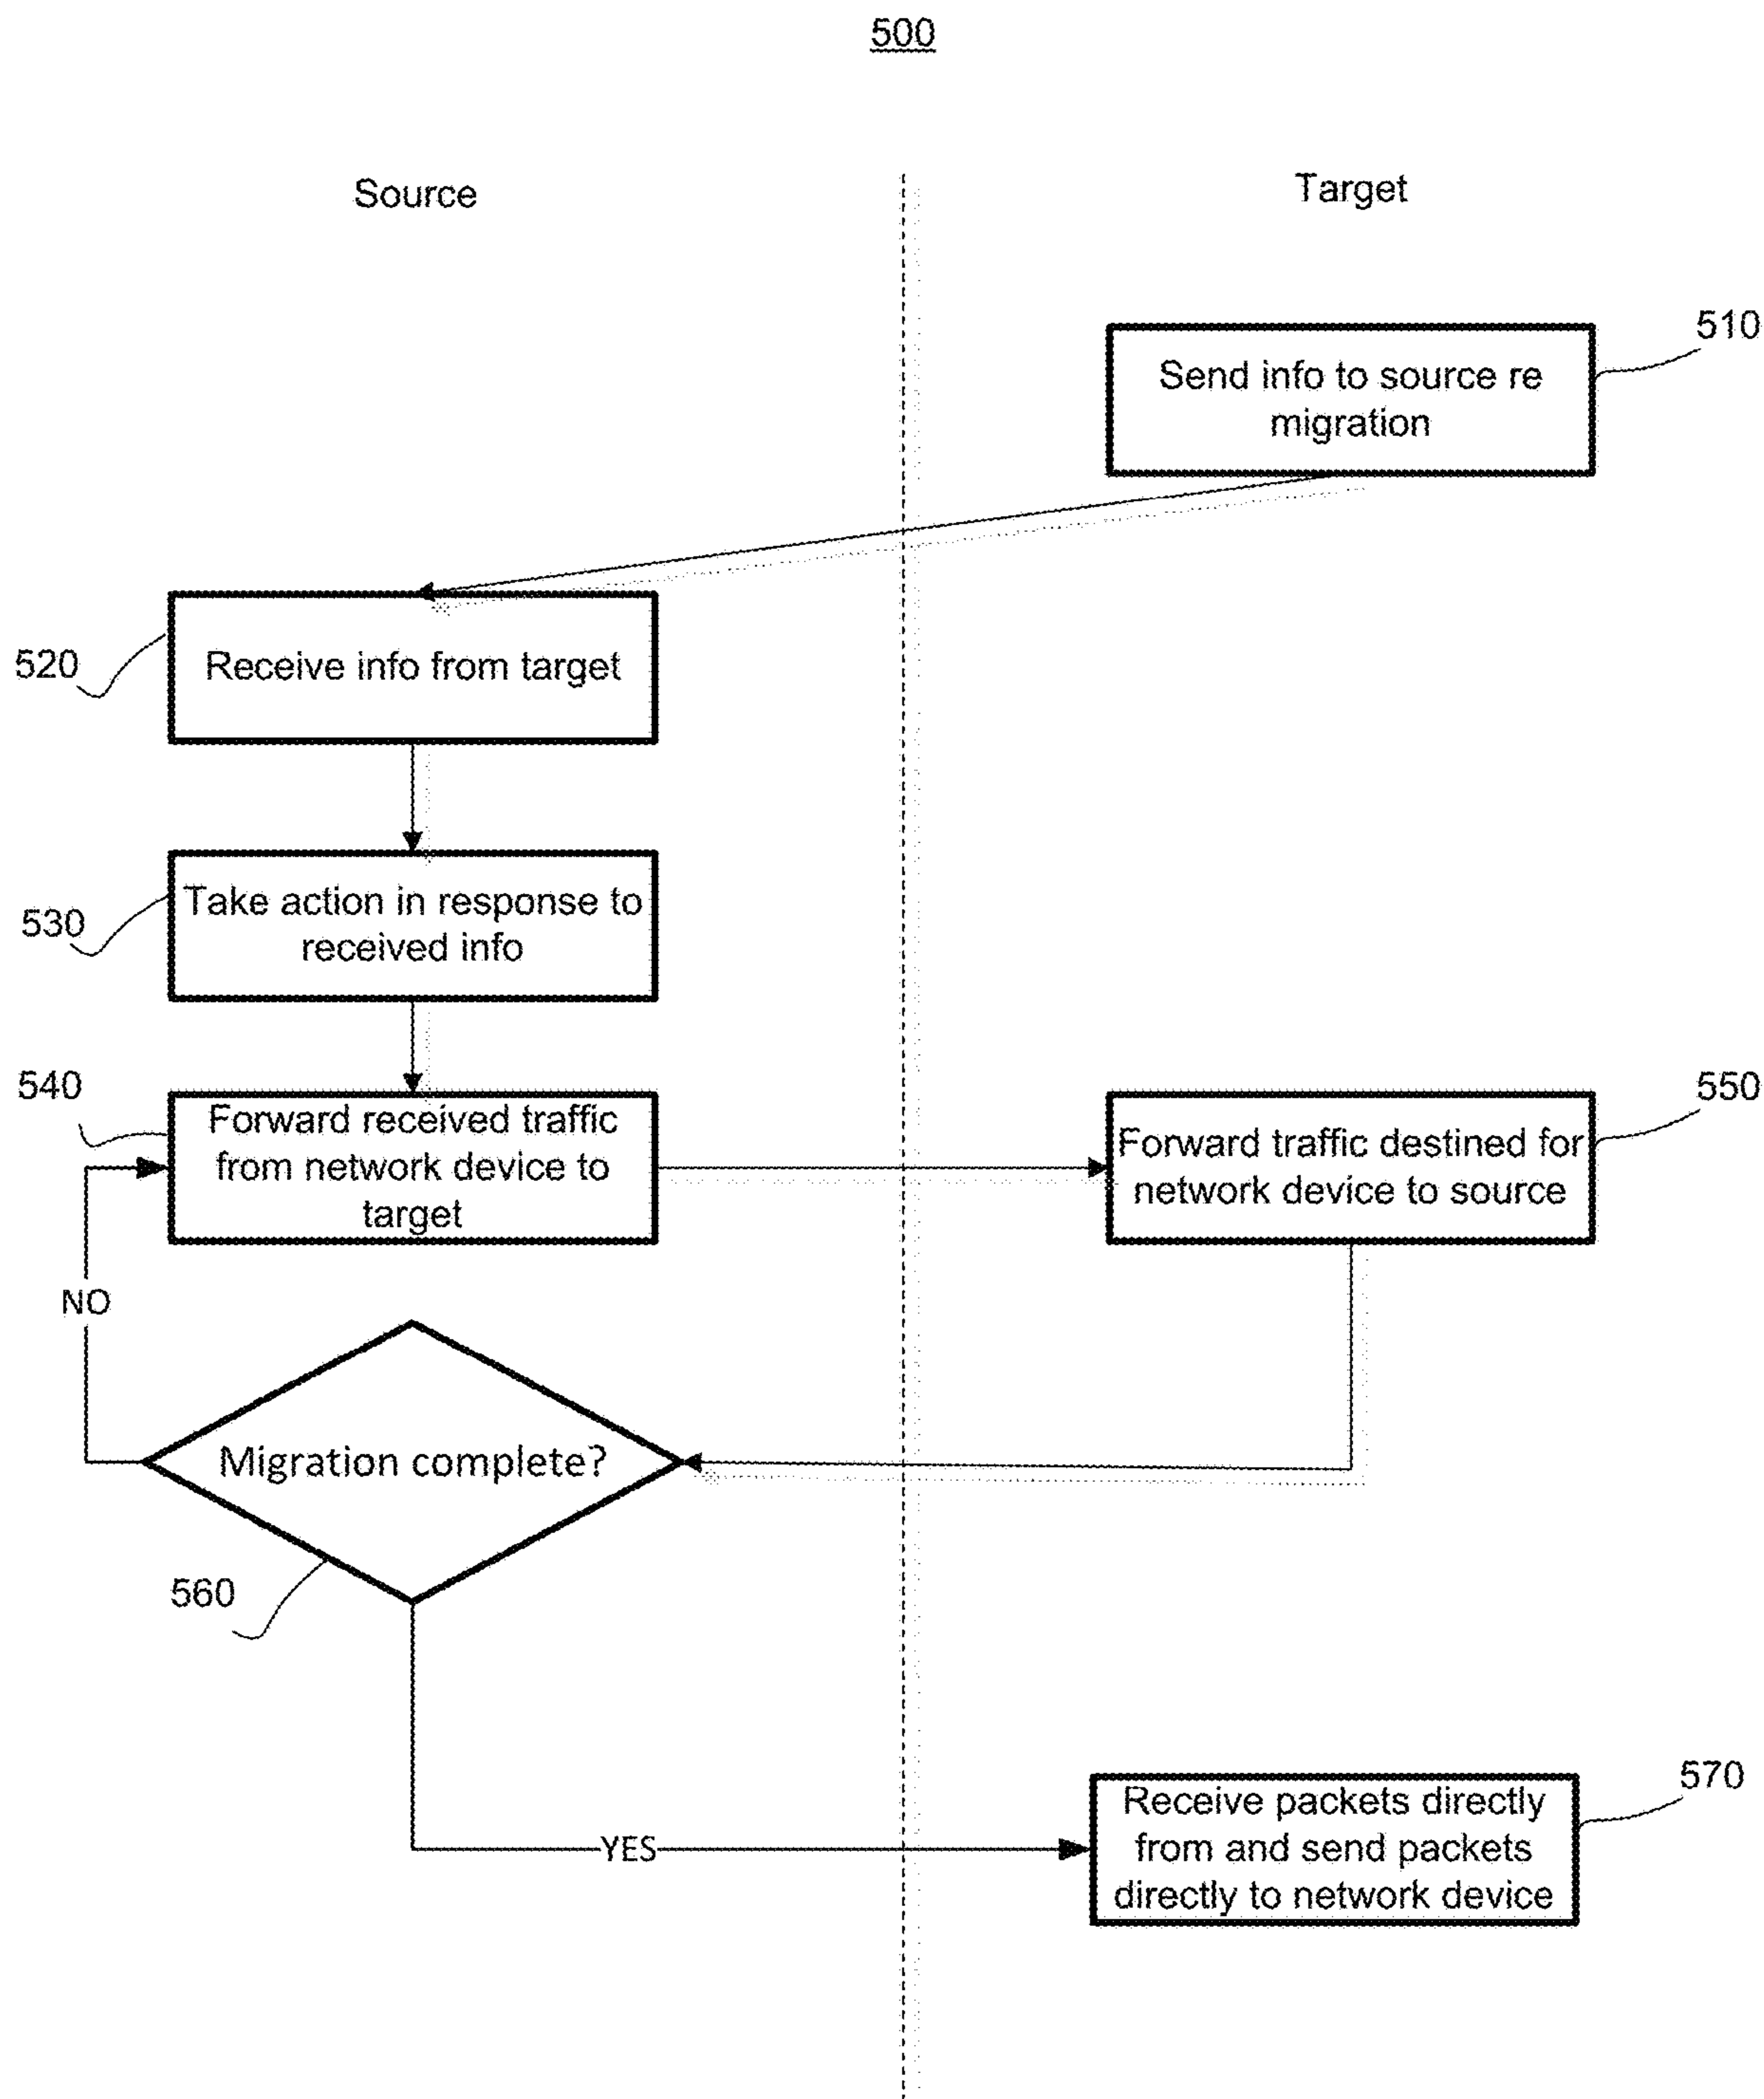 500
Source
Target
510
Send info to source re
migration
520
Receive info from target
530
Take action in response to
received info
540
Forward received traffic
from network device to
target
550
Forward traffic destined for
network device to source
NO
Migration complete?
560
YES
570
Receive packets directly
from and send packets
directly to network device